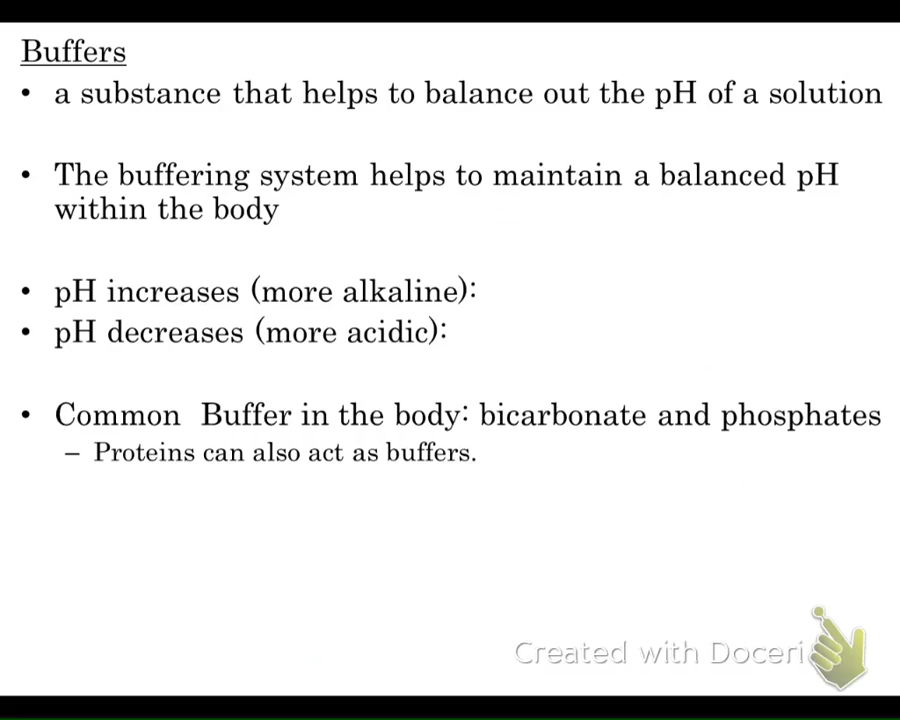 Buffers
• a substance that helps to balance out the pH of a solution
• The buffering system helps to maintain a balanced pH
within the body
• pH increases (more alkaline):
• pH decreases (more acidic):
• Common  Buffer in the body: bicarbonate and phosphates
– Proteins can also act as buffers.
Created with Doceri